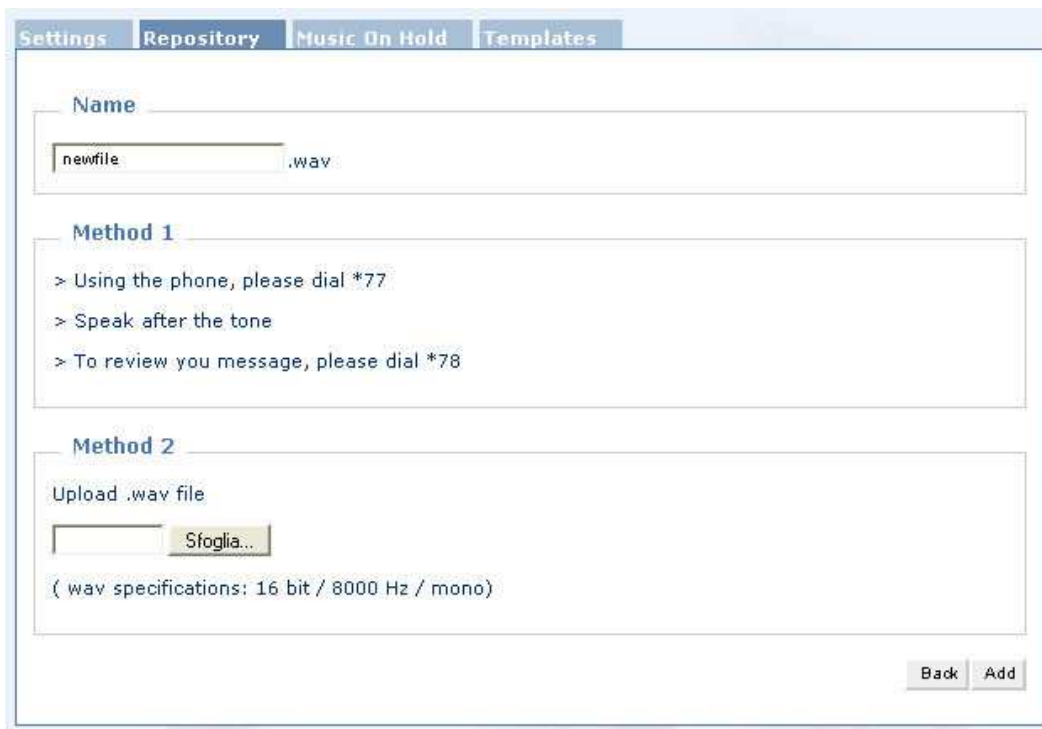 Settings Repository Music On Hold Templates
Name
newfile .wav
Method 1
> Using the phone, please dial *77
> Speak after the tone
> To review you message, please dial *78
Method 2
Upload .wav file
Sfoglia...
( wav specifications: 16 bit / 8000 Hz / mono)
Back Add